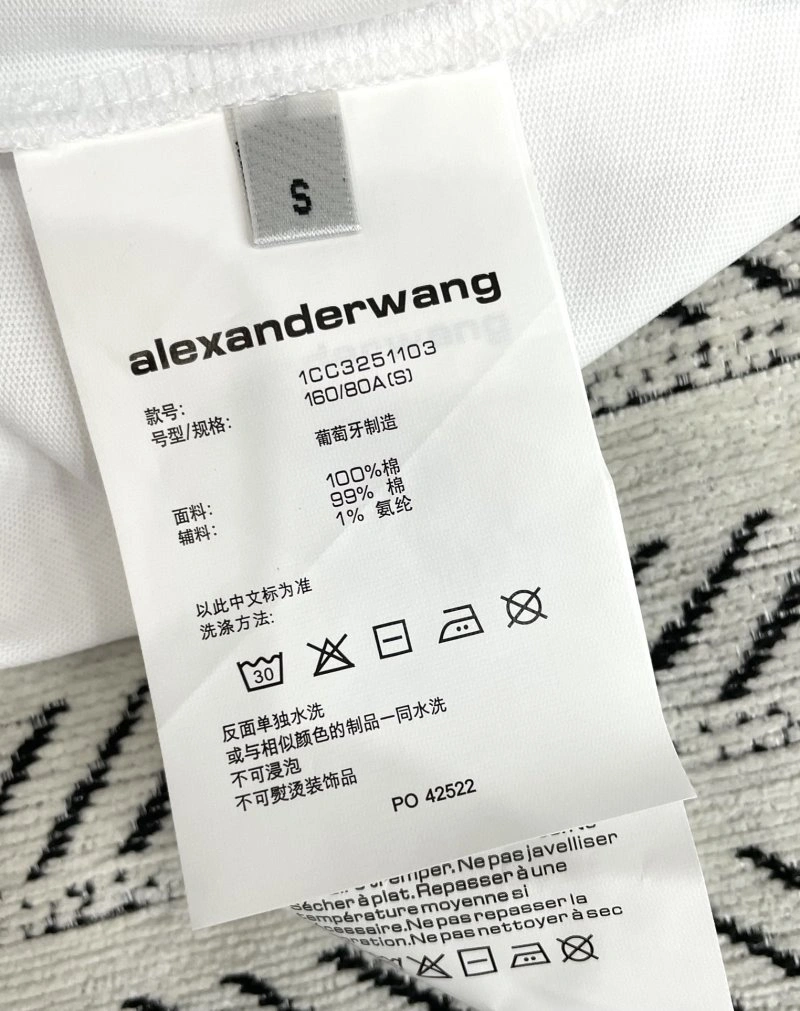 S
alexanderwang
款号: 1CC3251103
号型/规格: 160/80A(S)
葡萄牙制造
面料: 100%棉
辅料: 99% 棉
1% 氨纶
以此中文标为准
洗涤方法:
30
反面单独水洗
或与相似颜色的制品一同水洗
不可浸泡
不可熨烫装饰品
PO 42522
tremper. Ne pas javelliser
sécher à plat. Repasser à une
température moyenne si
nécessaire. Ne pas repasser la
Ne pas nettoyer à sec